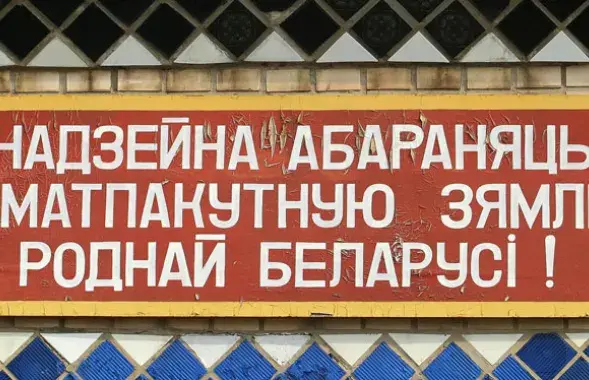 НАДЗЕЙНА АБАРАНЯЦЬ
МАТПАКУТНУЮ ЗЯМЛ
РОДНАЙ БЕЛАРУСІ !